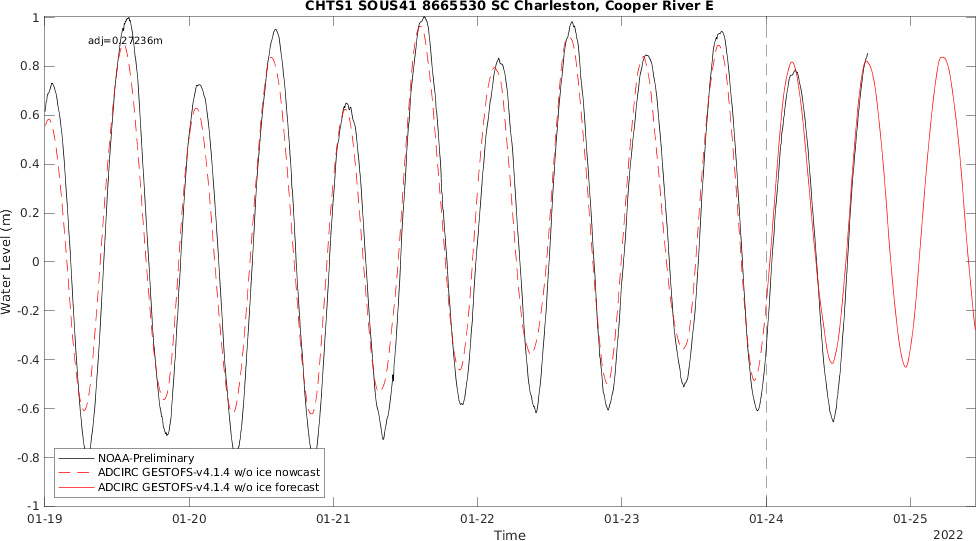 CHTS1 SOUS41 8665530 SC Charleston, Cooper River E
adj=0.27236m
1
0.8
0.6
0.4
0.2
0
-0.2
-0.4
-0.6
-0.8
-1
Water Level (m)
NOAA-Preliminary
ADCIRC GESTOFS-v4.1.4 w/o ice nowcast
ADCIRC GESTOFS-v4.1.4 w/o ice forecast
01-19 01-20 01-21 01-22 01-23 01-24 01-25
Time
2022